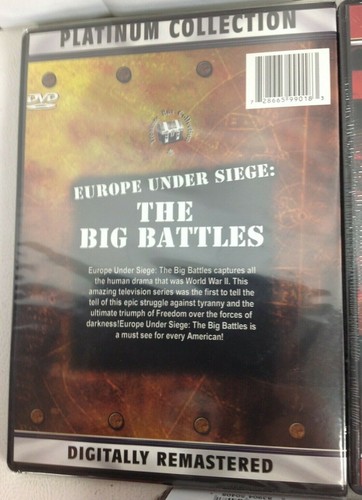 PLATINUM COLLECTION
DVD
EUROPE UNDER SIEGE:
THE
BIG BATTLES
Europe Under Siege: The Big Battles captures all
the human drama that was World War II. This
amazing television series was the first to tell the
tell of this epic struggle against tyranny and the
ultimate triumph of Freedom over the forces of
darkness!Europe Under Siege: The Big Battles is
a must see for every American!
DIGITALLY REMASTERED